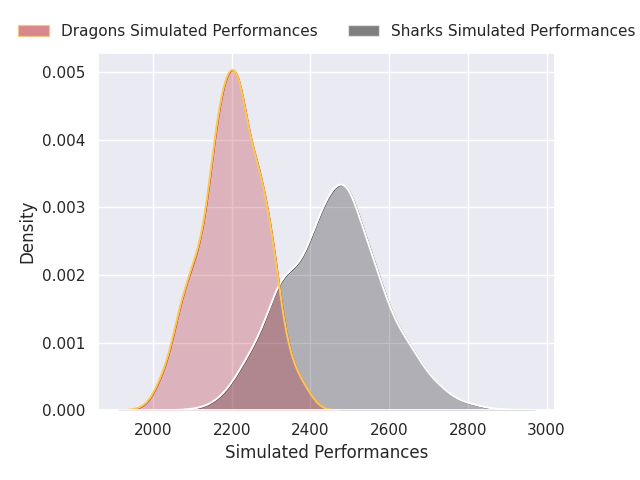 Dragons Simulated Performances Sharks Simulated Performances
0.005
0.004
0.003
0.002
0.001
0.000
Density
2000 2200 2400 2600 2800 3000
Simulated Performances